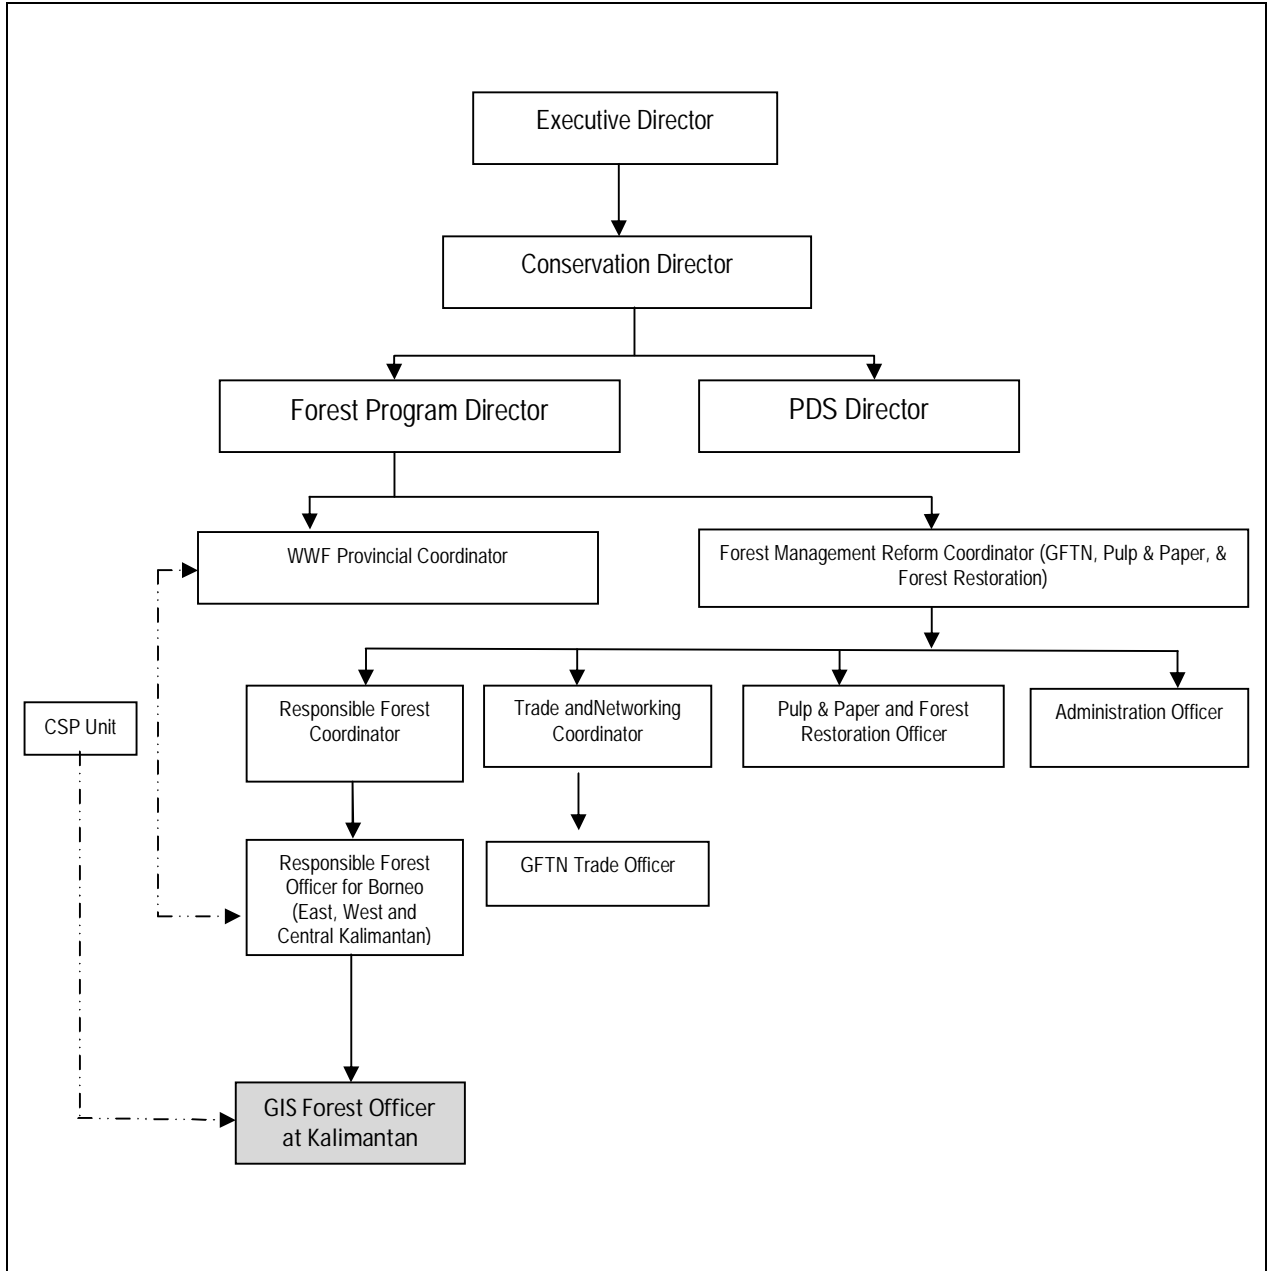 Executive Director
Conservation Director
Forest Program Director
PDS Director
WWF Provincial Coordinator
Forest Management Reform Coordinator (GFTN, Pulp & Paper, &
Forest Restoration)
CSP Unit
Responsible Forest
Coordinator
Trade andNetworking
Coordinator
Pulp & Paper and Forest
Restoration Officer
Administration Officer
Responsible Forest
Officer for Borneo
(East, West and
Central Kalimantan)
GFTN Trade Officer
GIS Forest Officer
at Kalimantan